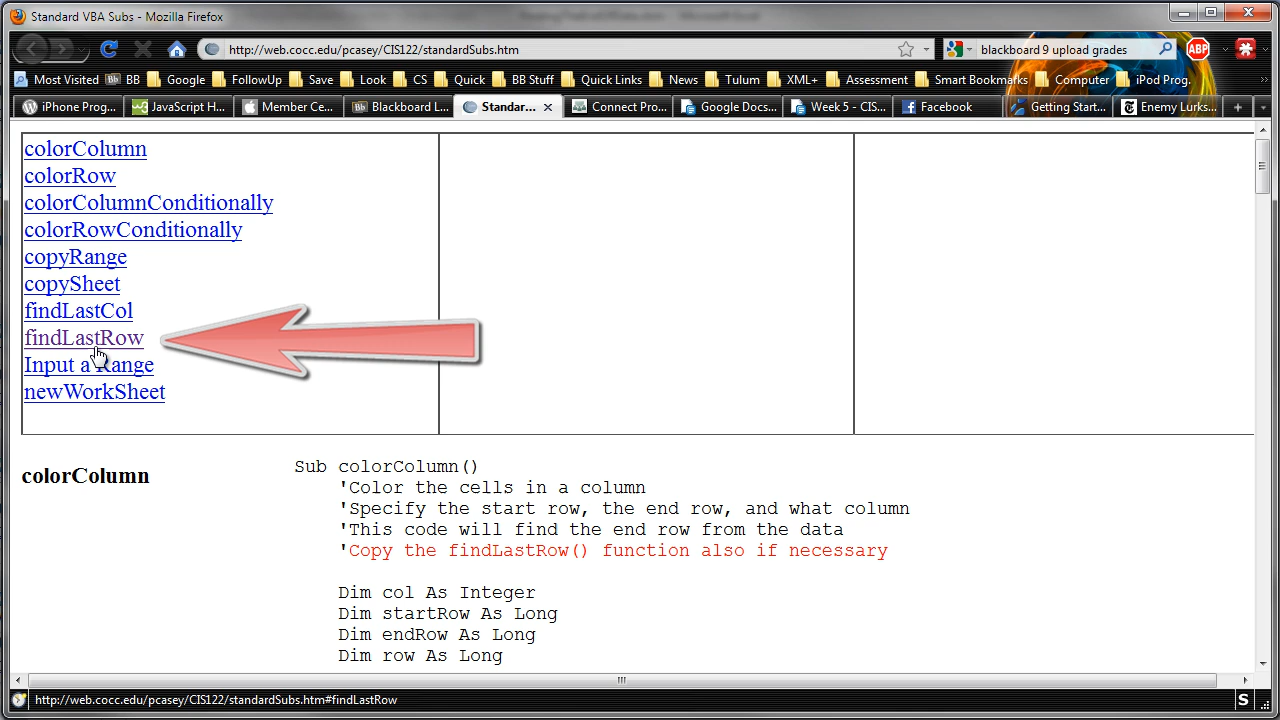 Standard VBA Subs - Mozilla Firefox
http://web.cocc.edu/pcasey/CIS122/standardSubs.htm
blackboard 9 upload grades
ABP
Most Visited
Bb BB
Google
FollowUp
Save
Look
CS
Quick
BB Stuff
Quick Links
News
Tulum
XML+
Assessment
Smart Bookmarks
Computer
iPod Prog.
iPhone Prog...
JavaScript H...
Member Ce...
Bb Blackboard L...
Standar...
Connect Pro...
Google Docs...
Week 5 - CIS...
Facebook
Getting Start...
Enemy Lurks...
colorColumn
colorRow
colorColumnConditionally
colorRowConditionally
copyRange
copySheet
findLastCol
findLastRow
Input a Range
newWorkSheet
colorColumn
Sub colorColumn()
'Color the cells in a column
'Specify the start row, the end row, and what column
'This code will find the end row from the data
'Copy the findLastRow() function also if necessary
Dim col As Integer
Dim startRow As Long
Dim endRow As Long
Dim row As Long
http://web.cocc.edu/pcasey/CIS122/standardSubs.htm#findLastRow
S